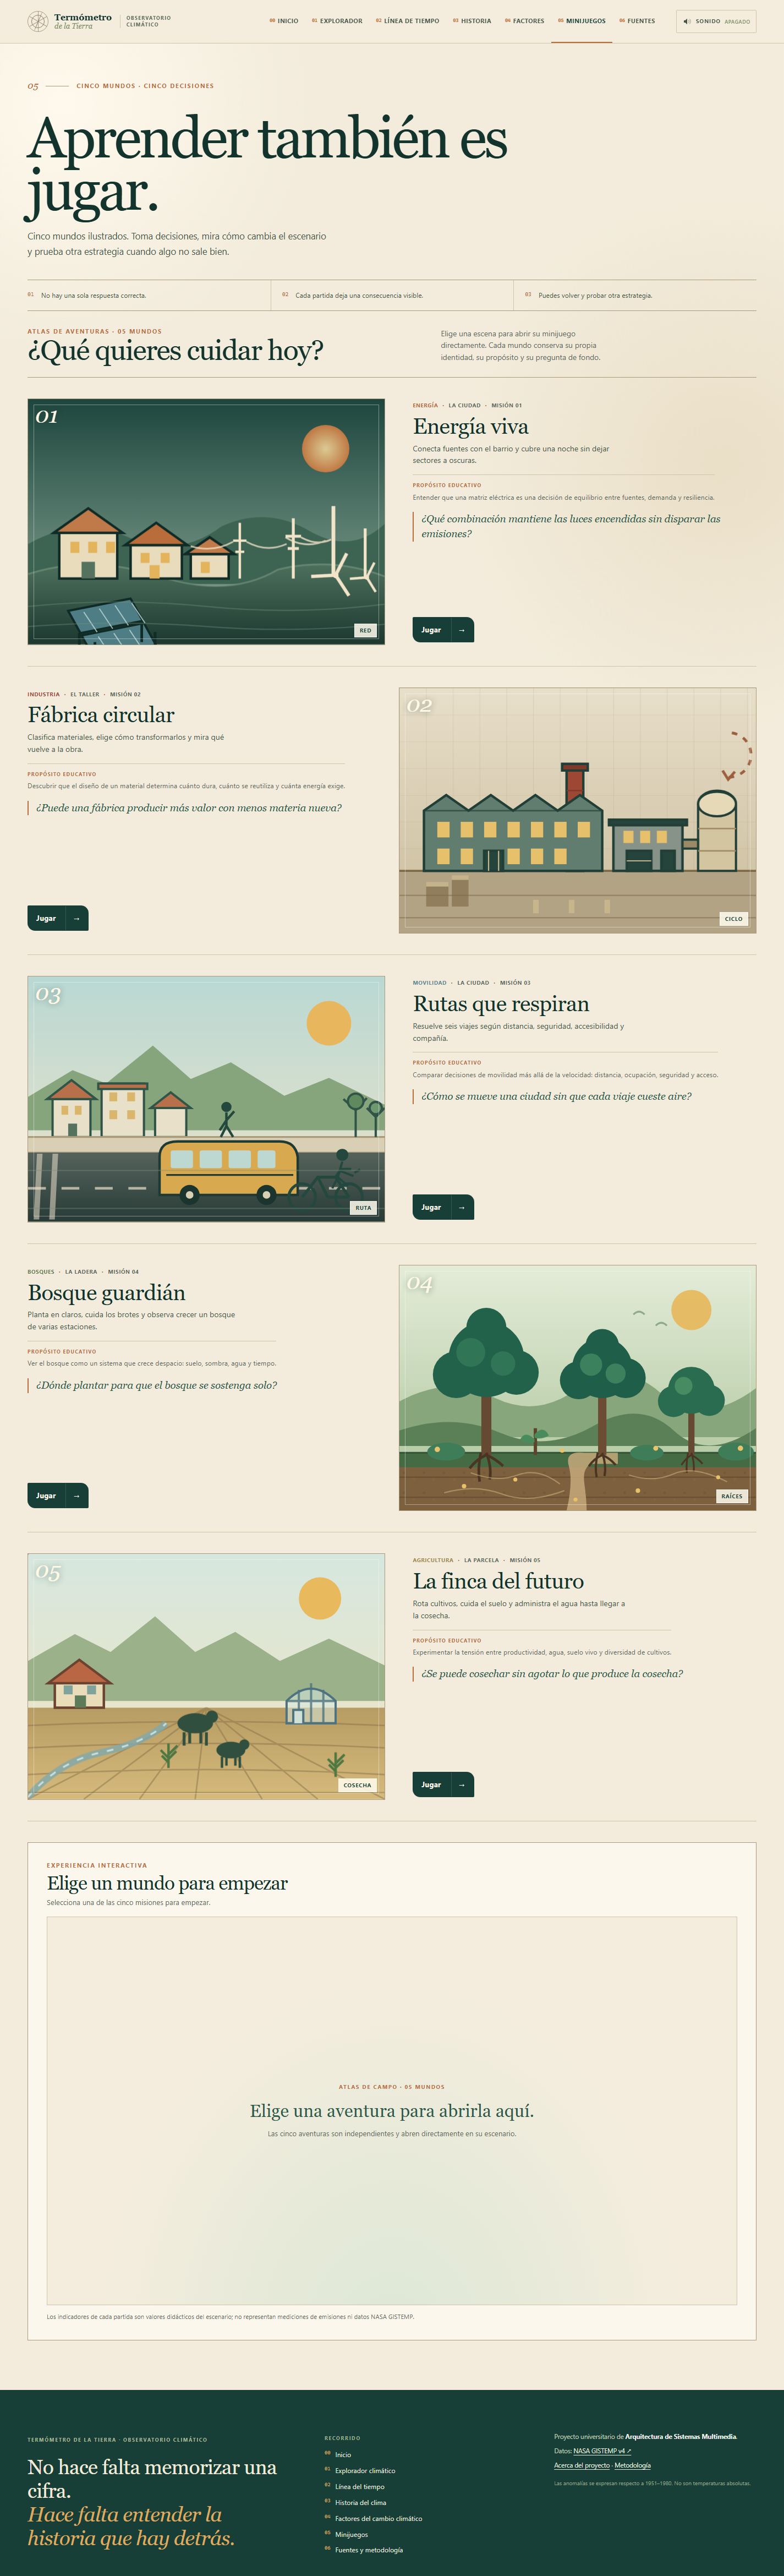 Termómetro
de la Tierra
OBSERVATORIO
CLIMÁTICO
00 INICIO
01 EXPLORADOR
02 LÍNEA DE TIEMPO
03 HISTORIA
04 FACTORES
05 MINIJUEGOS
06 FUENTES
SONIDO APAGADO
05 CINCO MUNDOS · CINCO DECISIONES
Aprender también es
jugar.
Cinco mundos ilustrados. Toma decisiones, mira cómo cambia el escenario
y prueba otra estrategia cuando algo no sale bien.
01 No hay una sola respuesta correcta.
02 Cada partida deja una consecuencia visible.
03 Puedes volver y probar otra estrategia.
ATLAS DE AVENTURAS · 05 MUNDOS
¿Qué quieres cuidar hoy?
Elige una escena para abrir su minijuego
directamente. Cada mundo conserva su propia
identidad, su propósito y su pregunta de fondo.
01
RED
ENERGÍA · LA CIUDAD · MISIÓN 01
Energía viva
Conecta fuentes con el barrio y cubre una noche sin dejar
sectores a oscuras.
PROPÓSITO EDUCATIVO
Entender que una matriz eléctrica es una decisión de equilibrio entre fuentes, demanda y resiliencia.
¿Qué combinación mantiene las luces encendidas sin disparar las
emisiones?
Jugar →
INDUSTRIA · EL TALLER · MISIÓN 02
Fábrica circular
Clasifica materiales, elige cómo transformarlos y mira qué
vuelve a la obra.
PROPÓSITO EDUCATIVO
Descubrir que el diseño de un material determina cuánto dura, cuánto se reutiliza y cuánta energía exige.
¿Puede una fábrica producir más valor con menos materia nueva?
Jugar →
02
CICLO
03
RUTA
MOVILIDAD · LA CIUDAD · MISIÓN 03
Rutas que respiran
Resuelve seis viajes según distancia, seguridad, accesibilidad y
compañía.
PROPÓSITO EDUCATIVO
Comparar decisiones de movilidad más allá de la velocidad: distancia, ocupación, seguridad y acceso.
¿Cómo se mueve una ciudad sin que cada viaje cueste aire?
Jugar →
BOSQUES · LA LADERA · MISIÓN 04
Bosque guardián
Planta en claros, cuida los brotes y observa crecer un bosque
de varias estaciones.
PROPÓSITO EDUCATIVO
Ver el bosque como un sistema que crece despacio: suelo, sombra, agua y tiempo.
¿Dónde plantar para que el bosque se sostenga solo?
Jugar →
04
RAÍCES
05
COSECHA
AGRICULTURA · LA PARCELA · MISIÓN 05
La finca del futuro
Rota cultivos, cuida el suelo y administra el agua hasta llegar a
la cosecha.
PROPÓSITO EDUCATIVO
Experimentar la tensión entre productividad, agua, suelo vivo y diversidad de cultivos.
¿Se puede cosechar sin agotar lo que produce la cosecha?
Jugar →
EXPERIENCIA INTERACTIVA
Elige un mundo para empezar
Selecciona una de las cinco misiones para empezar.
ATLAS DE CAMPO · 05 MUNDOS
Elige una aventura para abrirla aquí.
Las cinco aventuras son independientes y abren directamente en su escenario.
Los indicadores de cada partida son valores didácticos del escenario; no representan mediciones de emisiones ni datos NASA GISTEMP.
TERMÓMETRO DE LA TIERRA · OBSERVATORIO CLIMÁTICO
No hace falta memorizar una
cifra.
Hace falta entender la
historia que hay detrás.
RECORRIDO
00 Inicio
01 Explorador climático
02 Línea del tiempo
03 Historia del clima
04 Factores del cambio climático
05 Minijuegos
06 Fuentes y metodología
Proyecto universitario de Arquitectura de Sistemas Multimedia.
Datos: NASA GISTEMP v4 ↗
Acerca del proyecto · Metodología
Las anomalías se expresan respecto a 1951–1980. No son temperaturas absolutas.